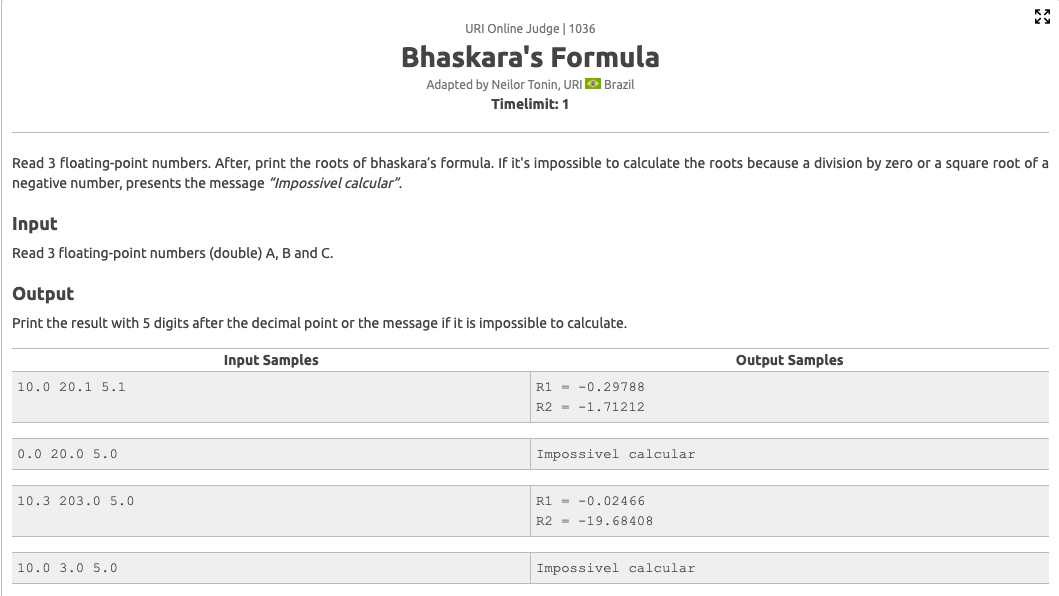 URI Online Judge | 1036
Bhaskara's Formula
Adapted by Neilor Tonin, URI Brazil
Timelimit: 1
Read 3 floating-point numbers. After, print the roots of bhaskara’s formula. If it's impossible to calculate the roots because a division by zero or a square root of a
negative number, presents the message “Impossivel calcular”.
Input
Read 3 floating-point numbers (double) A, B and C.
Output
Print the result with 5 digits after the decimal point or the message if it is impossible to calculate.
Input Samples Output Samples
10.0 20.1 5.1 R1 = -0.29788
R2 = -1.71212
0.0 20.0 5.0 Impossivel calcular
10.3 203.0 5.0 R1 = -0.02466
R2 = -19.68408
10.0 3.0 5.0 Impossivel calcular